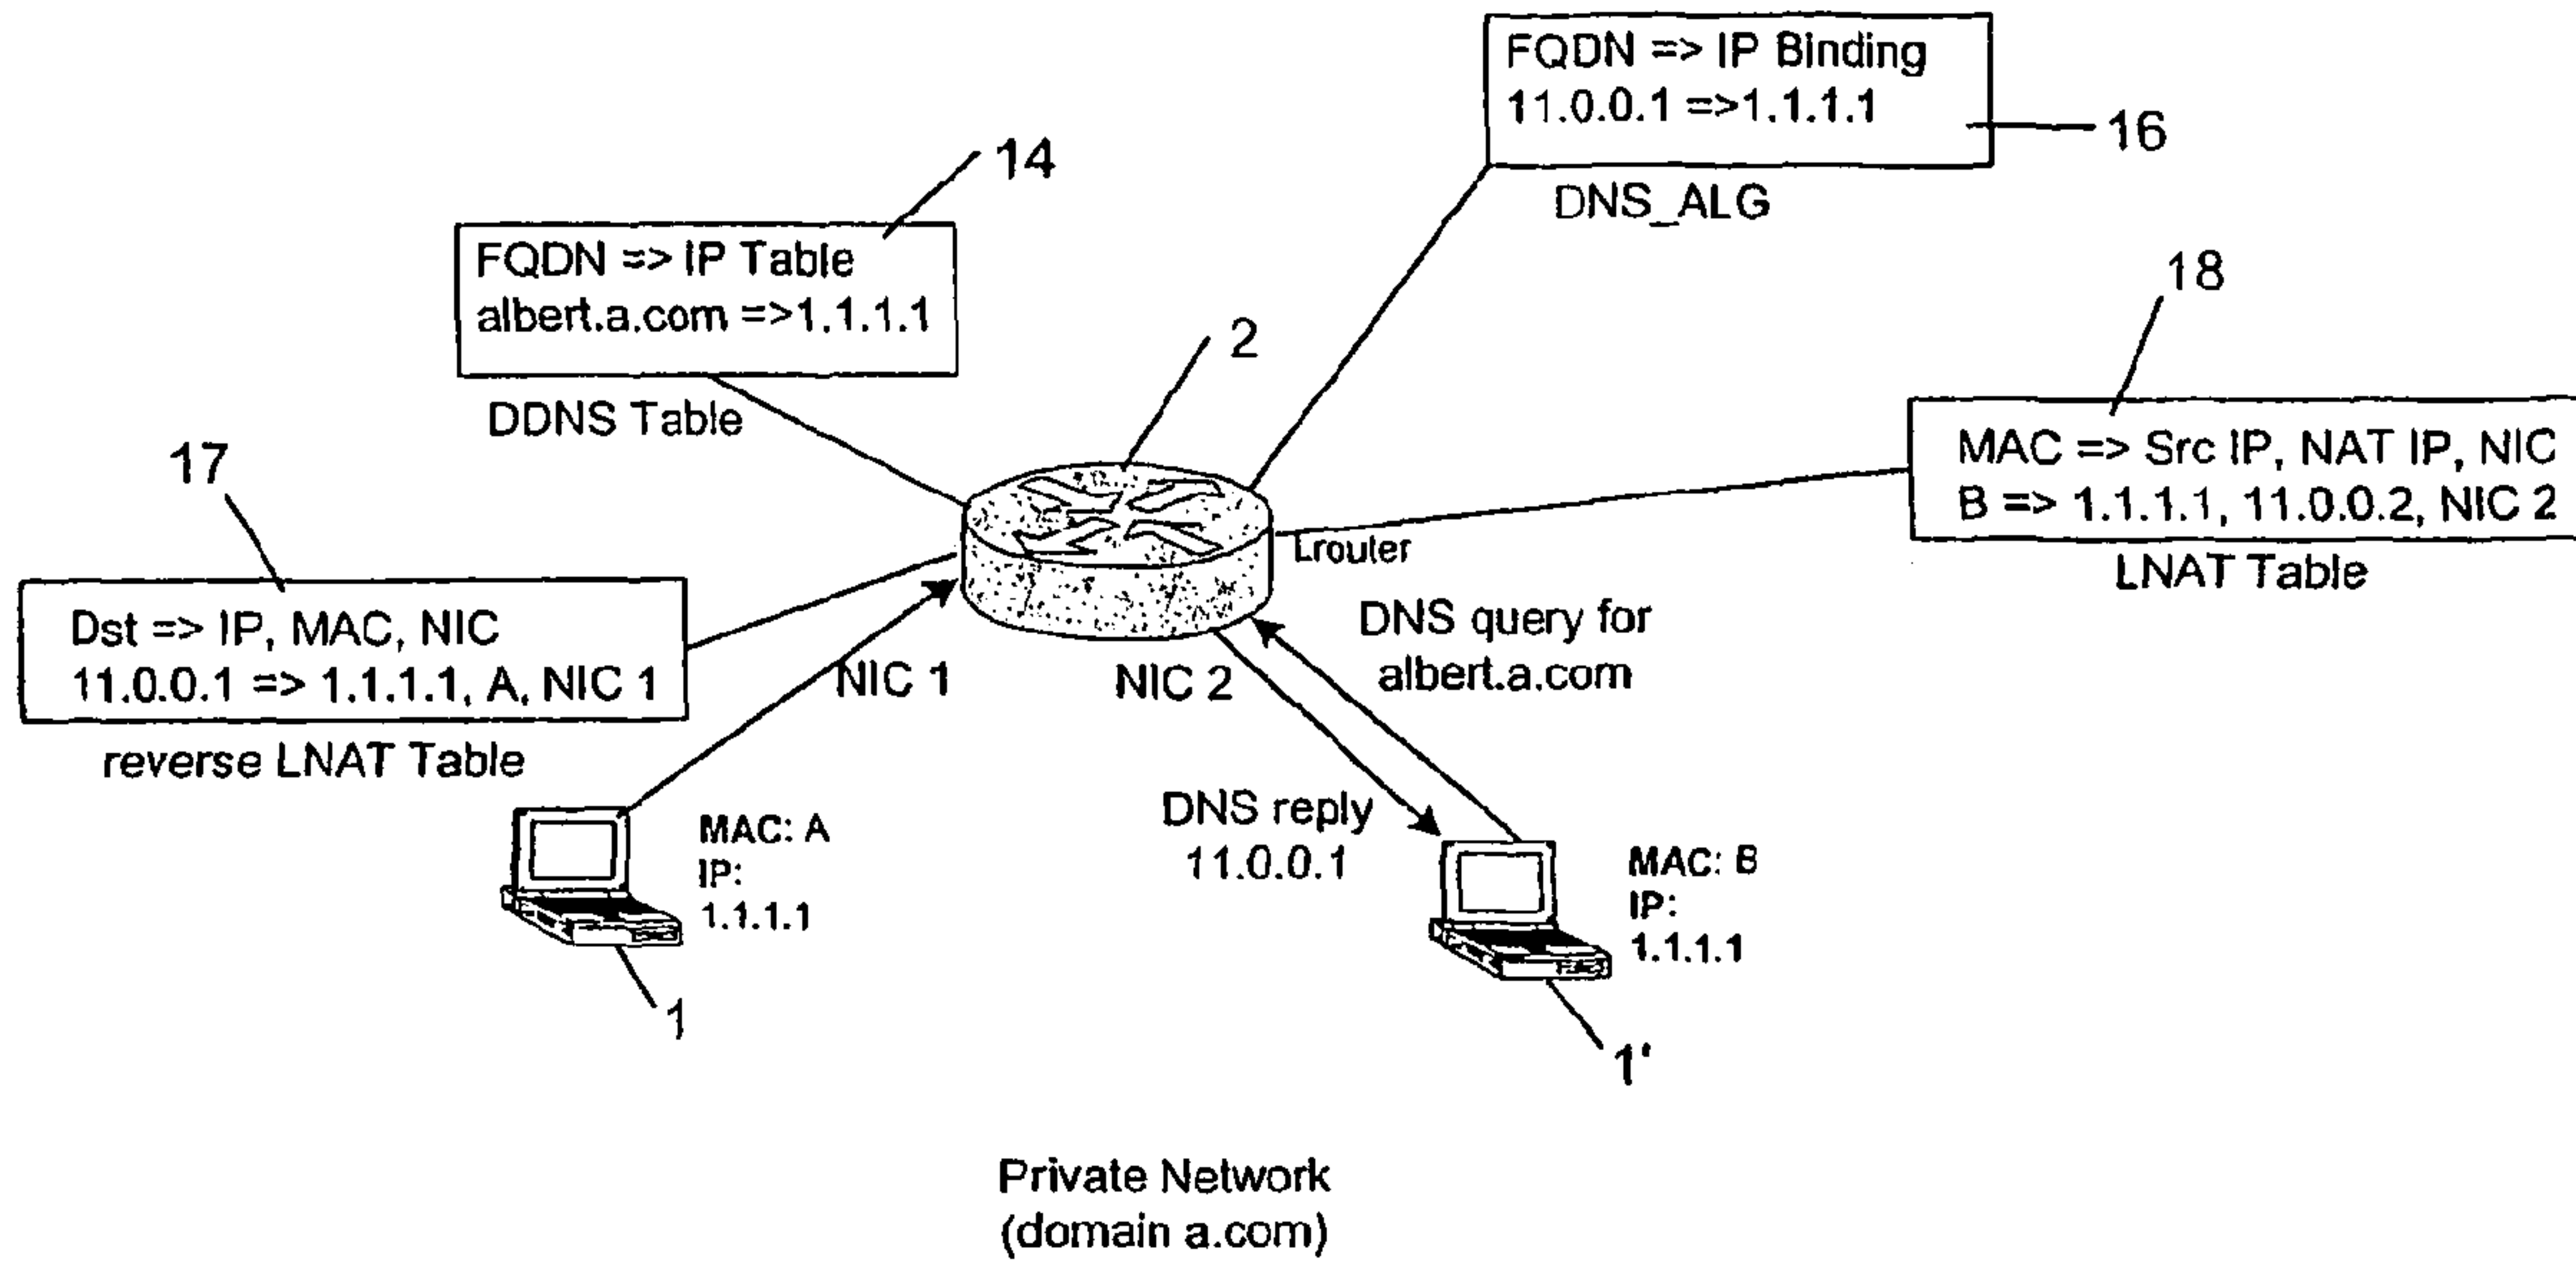 FQDN => IP Binding
11.0.0.1 =>1.1.1.1
16
DNS_ALG
14
FQDN => IP Table
albert.a.com =>1.1.1.1
DDNS Table
2
18
MAC => Src IP, NAT IP, NIC
B => 1.1.1.1, 11.0.0.2, NIC 2
LNAT Table
Lrouter
17
Dst => IP, MAC, NIC
11.0.0.1 => 1.1.1.1, A, NIC 1
reverse LNAT Table
NIC 1
NIC 2
DNS query for
albert.a.com
DNS reply
11.0.0.1
MAC: A
IP:
1.1.1.1
1
MAC: B
IP:
1.1.1.1
1'
Private Network
(domain a.com)